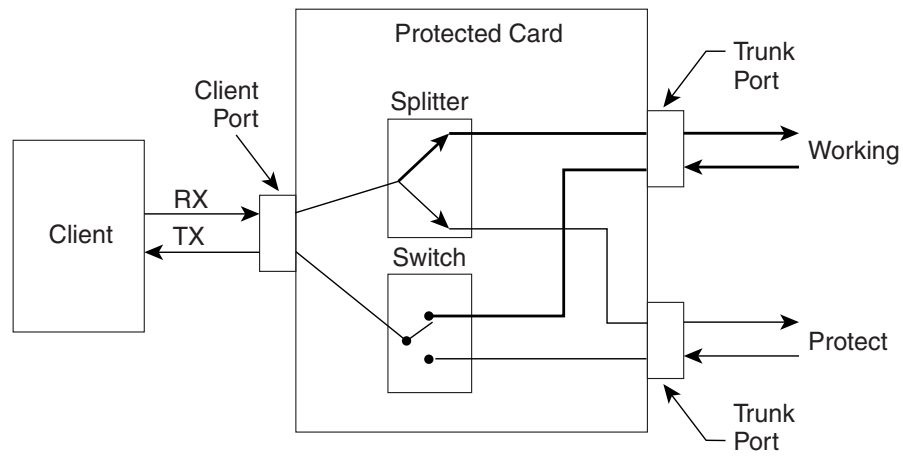 Protected Card
Trunk
Port
Client
Port
Splitter
Working
RX
Client
TX
Switch
Protect
Trunk
Port